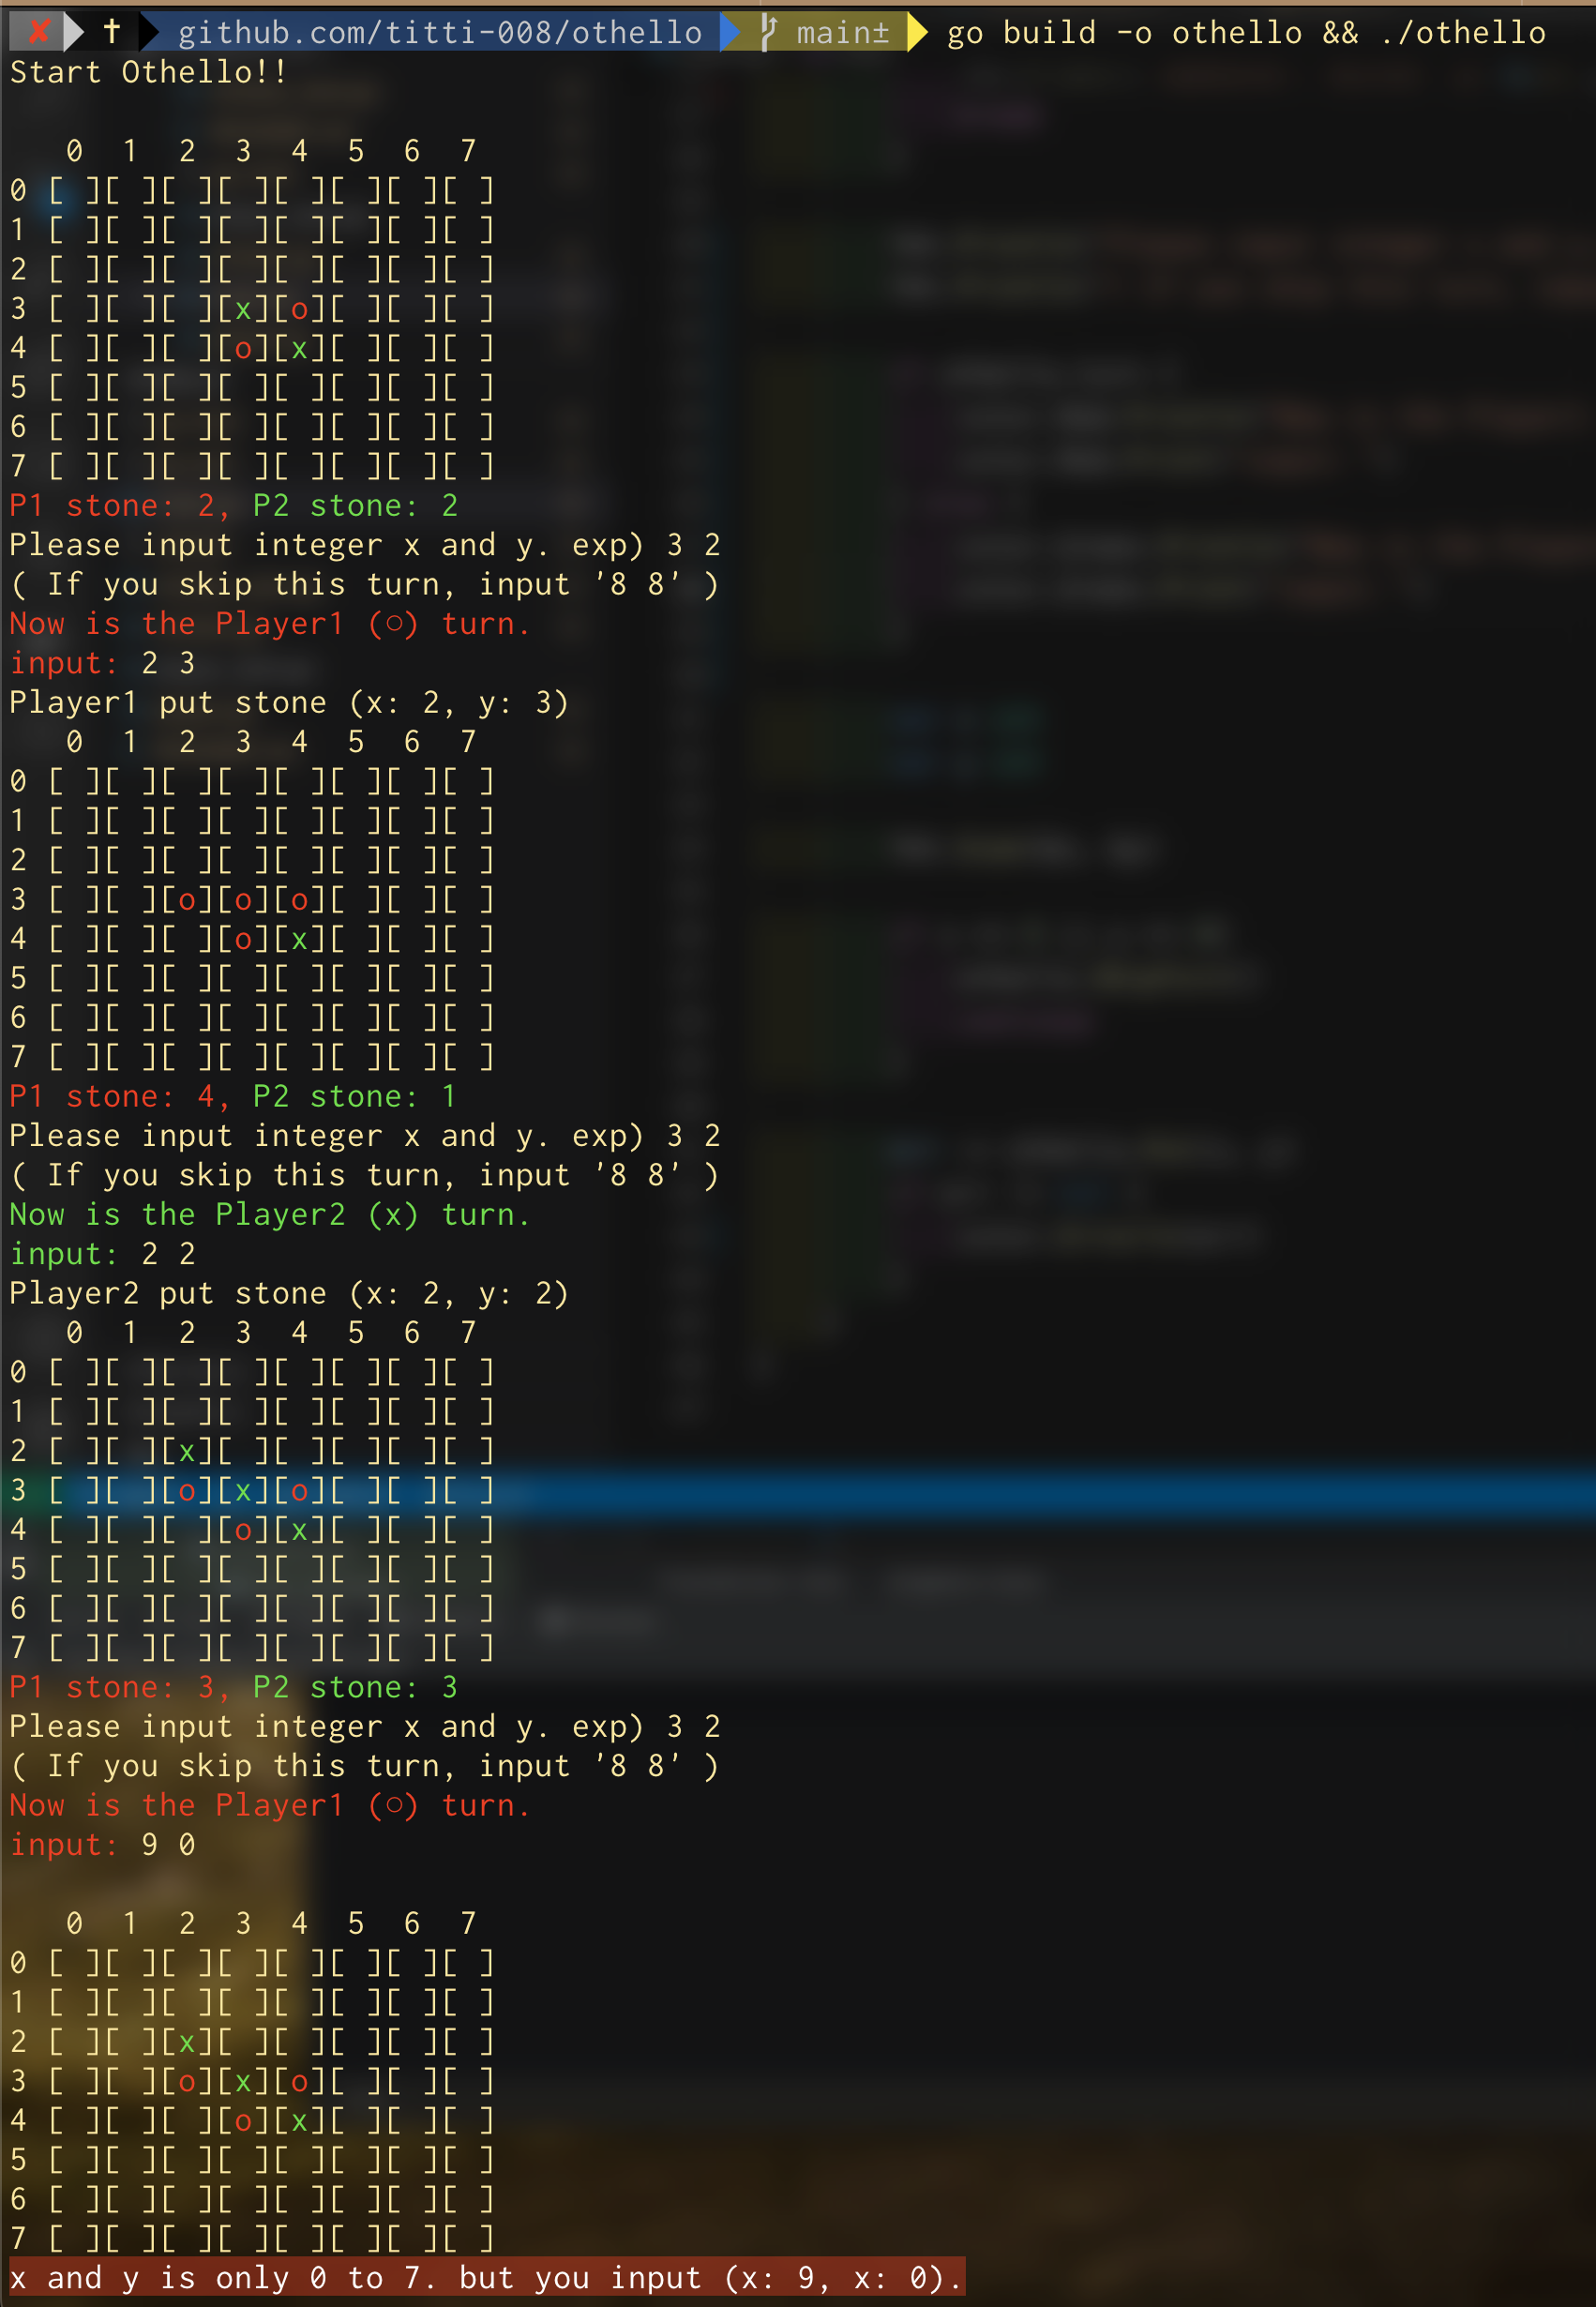 ✘ † github.com/titti-008/othello main± go build -o othello && ./othello
Start Othello!!
   0  1  2  3  4  5  6  7
0 [ ][ ][ ][ ][ ][ ][ ][ ]
1 [ ][ ][ ][ ][ ][ ][ ][ ]
2 [ ][ ][ ][ ][ ][ ][ ][ ]
3 [ ][ ][ ][x][o][ ][ ][ ]
4 [ ][ ][ ][o][x][ ][ ][ ]
5 [ ][ ][ ][ ][ ][ ][ ][ ]
6 [ ][ ][ ][ ][ ][ ][ ][ ]
7 [ ][ ][ ][ ][ ][ ][ ][ ]
P1 stone: 2, P2 stone: 2
Please input integer x and y. exp) 3 2
( If you skip this turn, input '8 8' )
Now is the Player1 (○) turn.
input: 2 3
Player1 put stone (x: 2, y: 3)
   0  1  2  3  4  5  6  7
0 [ ][ ][ ][ ][ ][ ][ ][ ]
1 [ ][ ][ ][ ][ ][ ][ ][ ]
2 [ ][ ][ ][ ][ ][ ][ ][ ]
3 [ ][ ][o][o][o][ ][ ][ ]
4 [ ][ ][ ][o][x][ ][ ][ ]
5 [ ][ ][ ][ ][ ][ ][ ][ ]
6 [ ][ ][ ][ ][ ][ ][ ][ ]
7 [ ][ ][ ][ ][ ][ ][ ][ ]
P1 stone: 4, P2 stone: 1
Please input integer x and y. exp) 3 2
( If you skip this turn, input '8 8' )
Now is the Player2 (x) turn.
input: 2 2
Player2 put stone (x: 2, y: 2)
   0  1  2  3  4  5  6  7
0 [ ][ ][ ][ ][ ][ ][ ][ ]
1 [ ][ ][ ][ ][ ][ ][ ][ ]
2 [ ][ ][x][ ][ ][ ][ ][ ]
3 [ ][ ][o][x][o][ ][ ][ ]
4 [ ][ ][ ][o][x][ ][ ][ ]
5 [ ][ ][ ][ ][ ][ ][ ][ ]
6 [ ][ ][ ][ ][ ][ ][ ][ ]
7 [ ][ ][ ][ ][ ][ ][ ][ ]
P1 stone: 3, P2 stone: 3
Please input integer x and y. exp) 3 2
( If you skip this turn, input '8 8' )
Now is the Player1 (○) turn.
input: 9 0
   0  1  2  3  4  5  6  7
0 [ ][ ][ ][ ][ ][ ][ ][ ]
1 [ ][ ][ ][ ][ ][ ][ ][ ]
2 [ ][ ][x][ ][ ][ ][ ][ ]
3 [ ][ ][o][x][o][ ][ ][ ]
4 [ ][ ][ ][o][x][ ][ ][ ]
5 [ ][ ][ ][ ][ ][ ][ ][ ]
6 [ ][ ][ ][ ][ ][ ][ ][ ]
7 [ ][ ][ ][ ][ ][ ][ ][ ]
x and y is only 0 to 7. but you input (x: 9, x: 0).